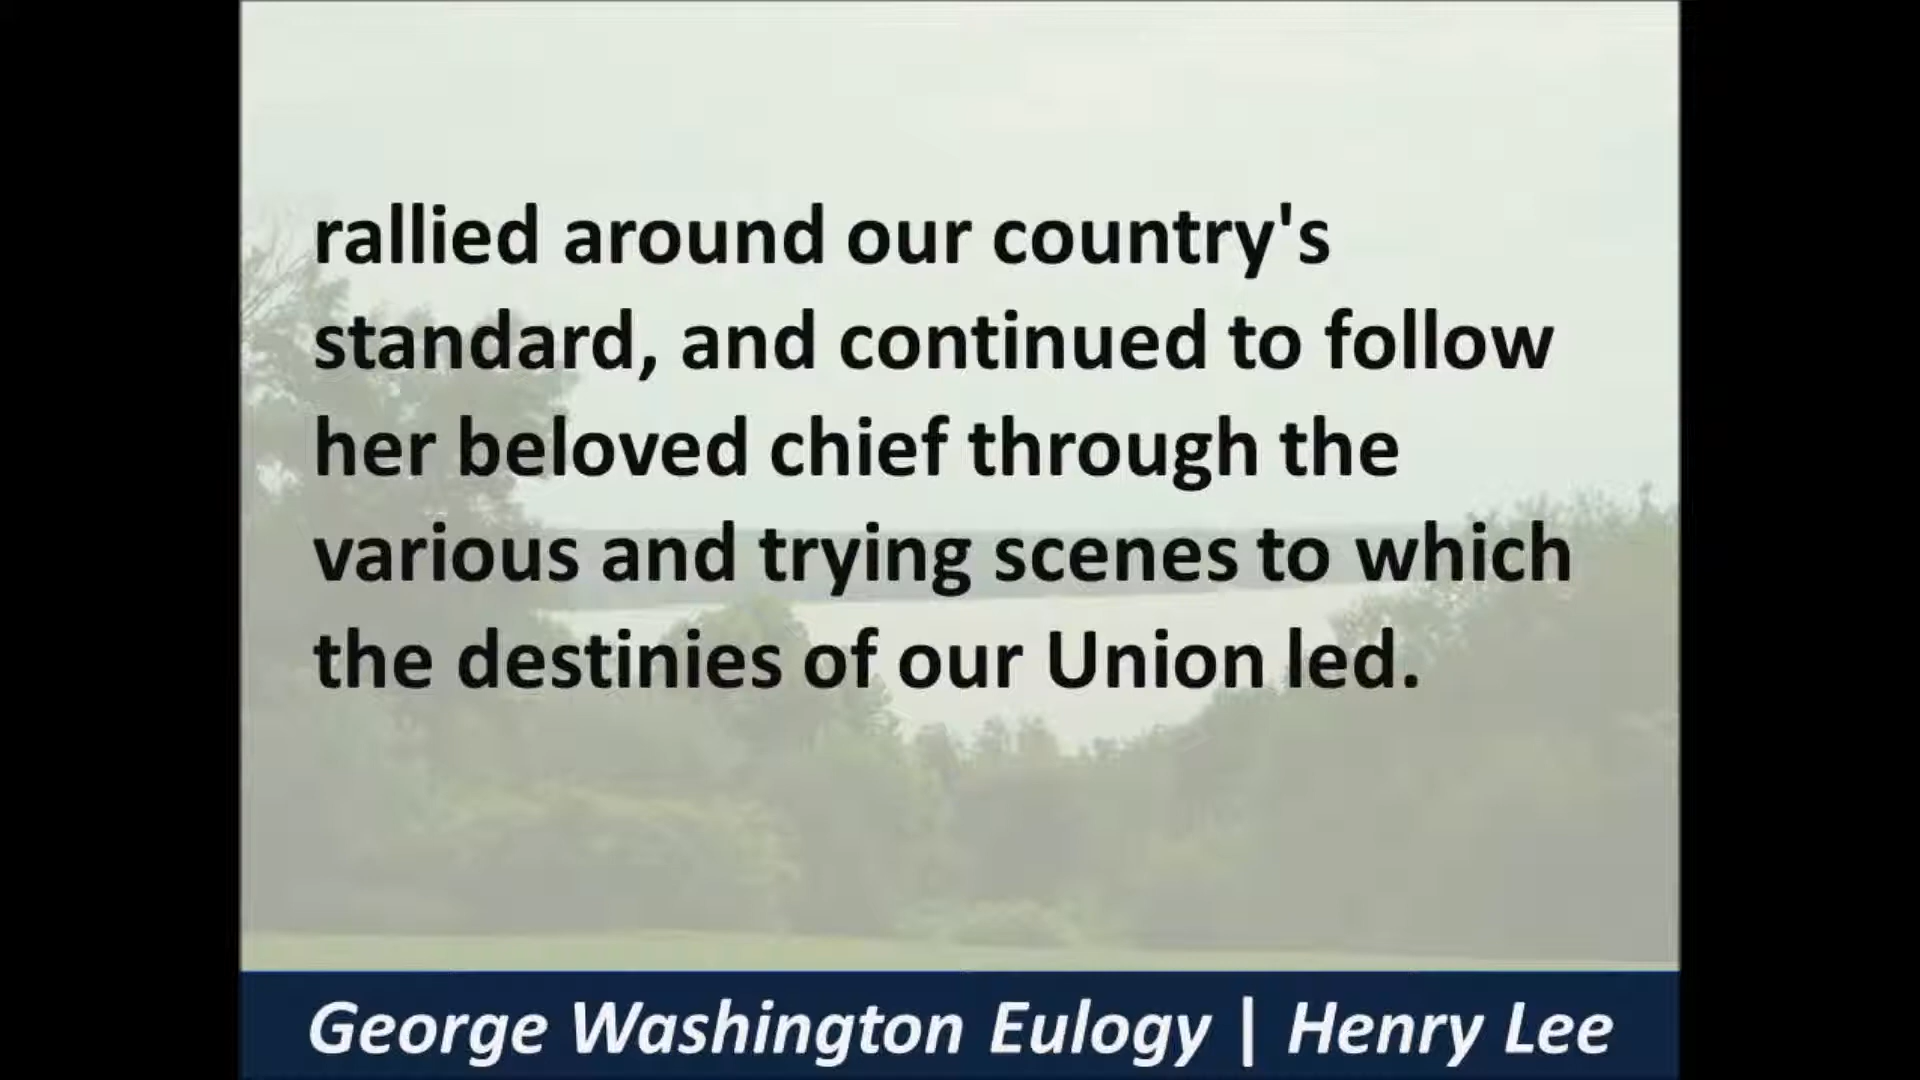 rallied around our country's
standard, and continued to follow
her beloved chief through the
various and trying scenes to which
the destinies of our Union led.
George Washington Eulogy | Henry Lee